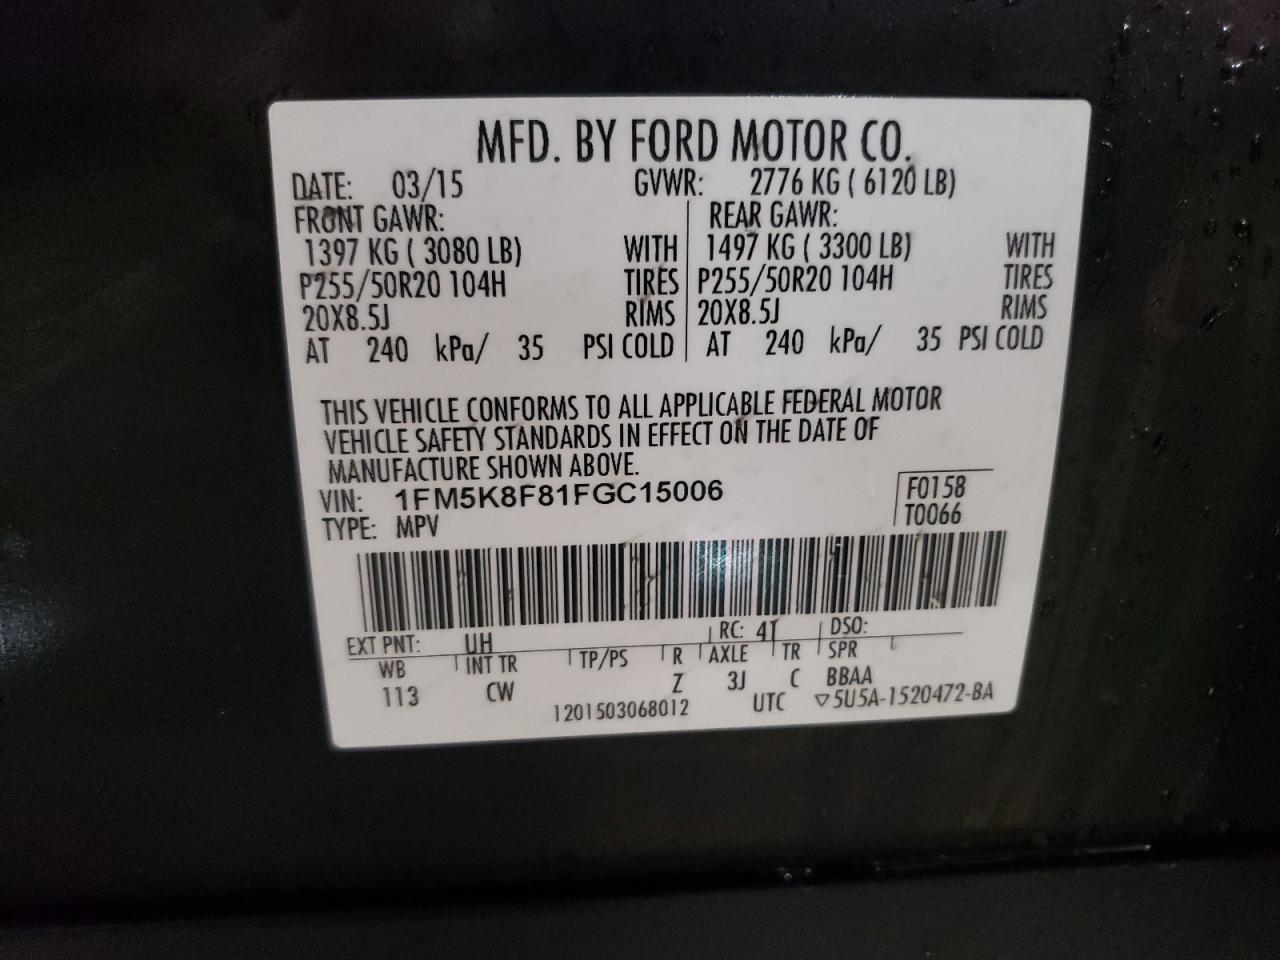 MFD. BY FORD MOTOR CO.
DATE: 03/15 GVWR: 2776 KG ( 6120 LB)
FRONT GAWR: REAR GAWR:
1397 KG ( 3080 LB) WITH 1497 KG ( 3300 LB) WITH
P255/50R20 104H TIRES P255/50R20 104H TIRES
20X8.5J RIMS 20X8.5J RIMS
AT 240 kPa/ 35 PSI COLD AT 240 kPa/ 35 PSI COLD
THIS VEHICLE CONFORMS TO ALL APPLICABLE FEDERAL MOTOR
VEHICLE SAFETY STANDARDS IN EFFECT ON THE DATE OF
MANUFACTURE SHOWN ABOVE.
VIN: 1FM5K8F81FGC15006 F0158
TYPE: MPV T0066
EXT PNT: UH RC: 41 DSO:
WB INT TR TP/PS R AXLE TR SPR
113 CW Z 3J C BBAA
1201503068012 UTC ▽5U5A-1520472-BA